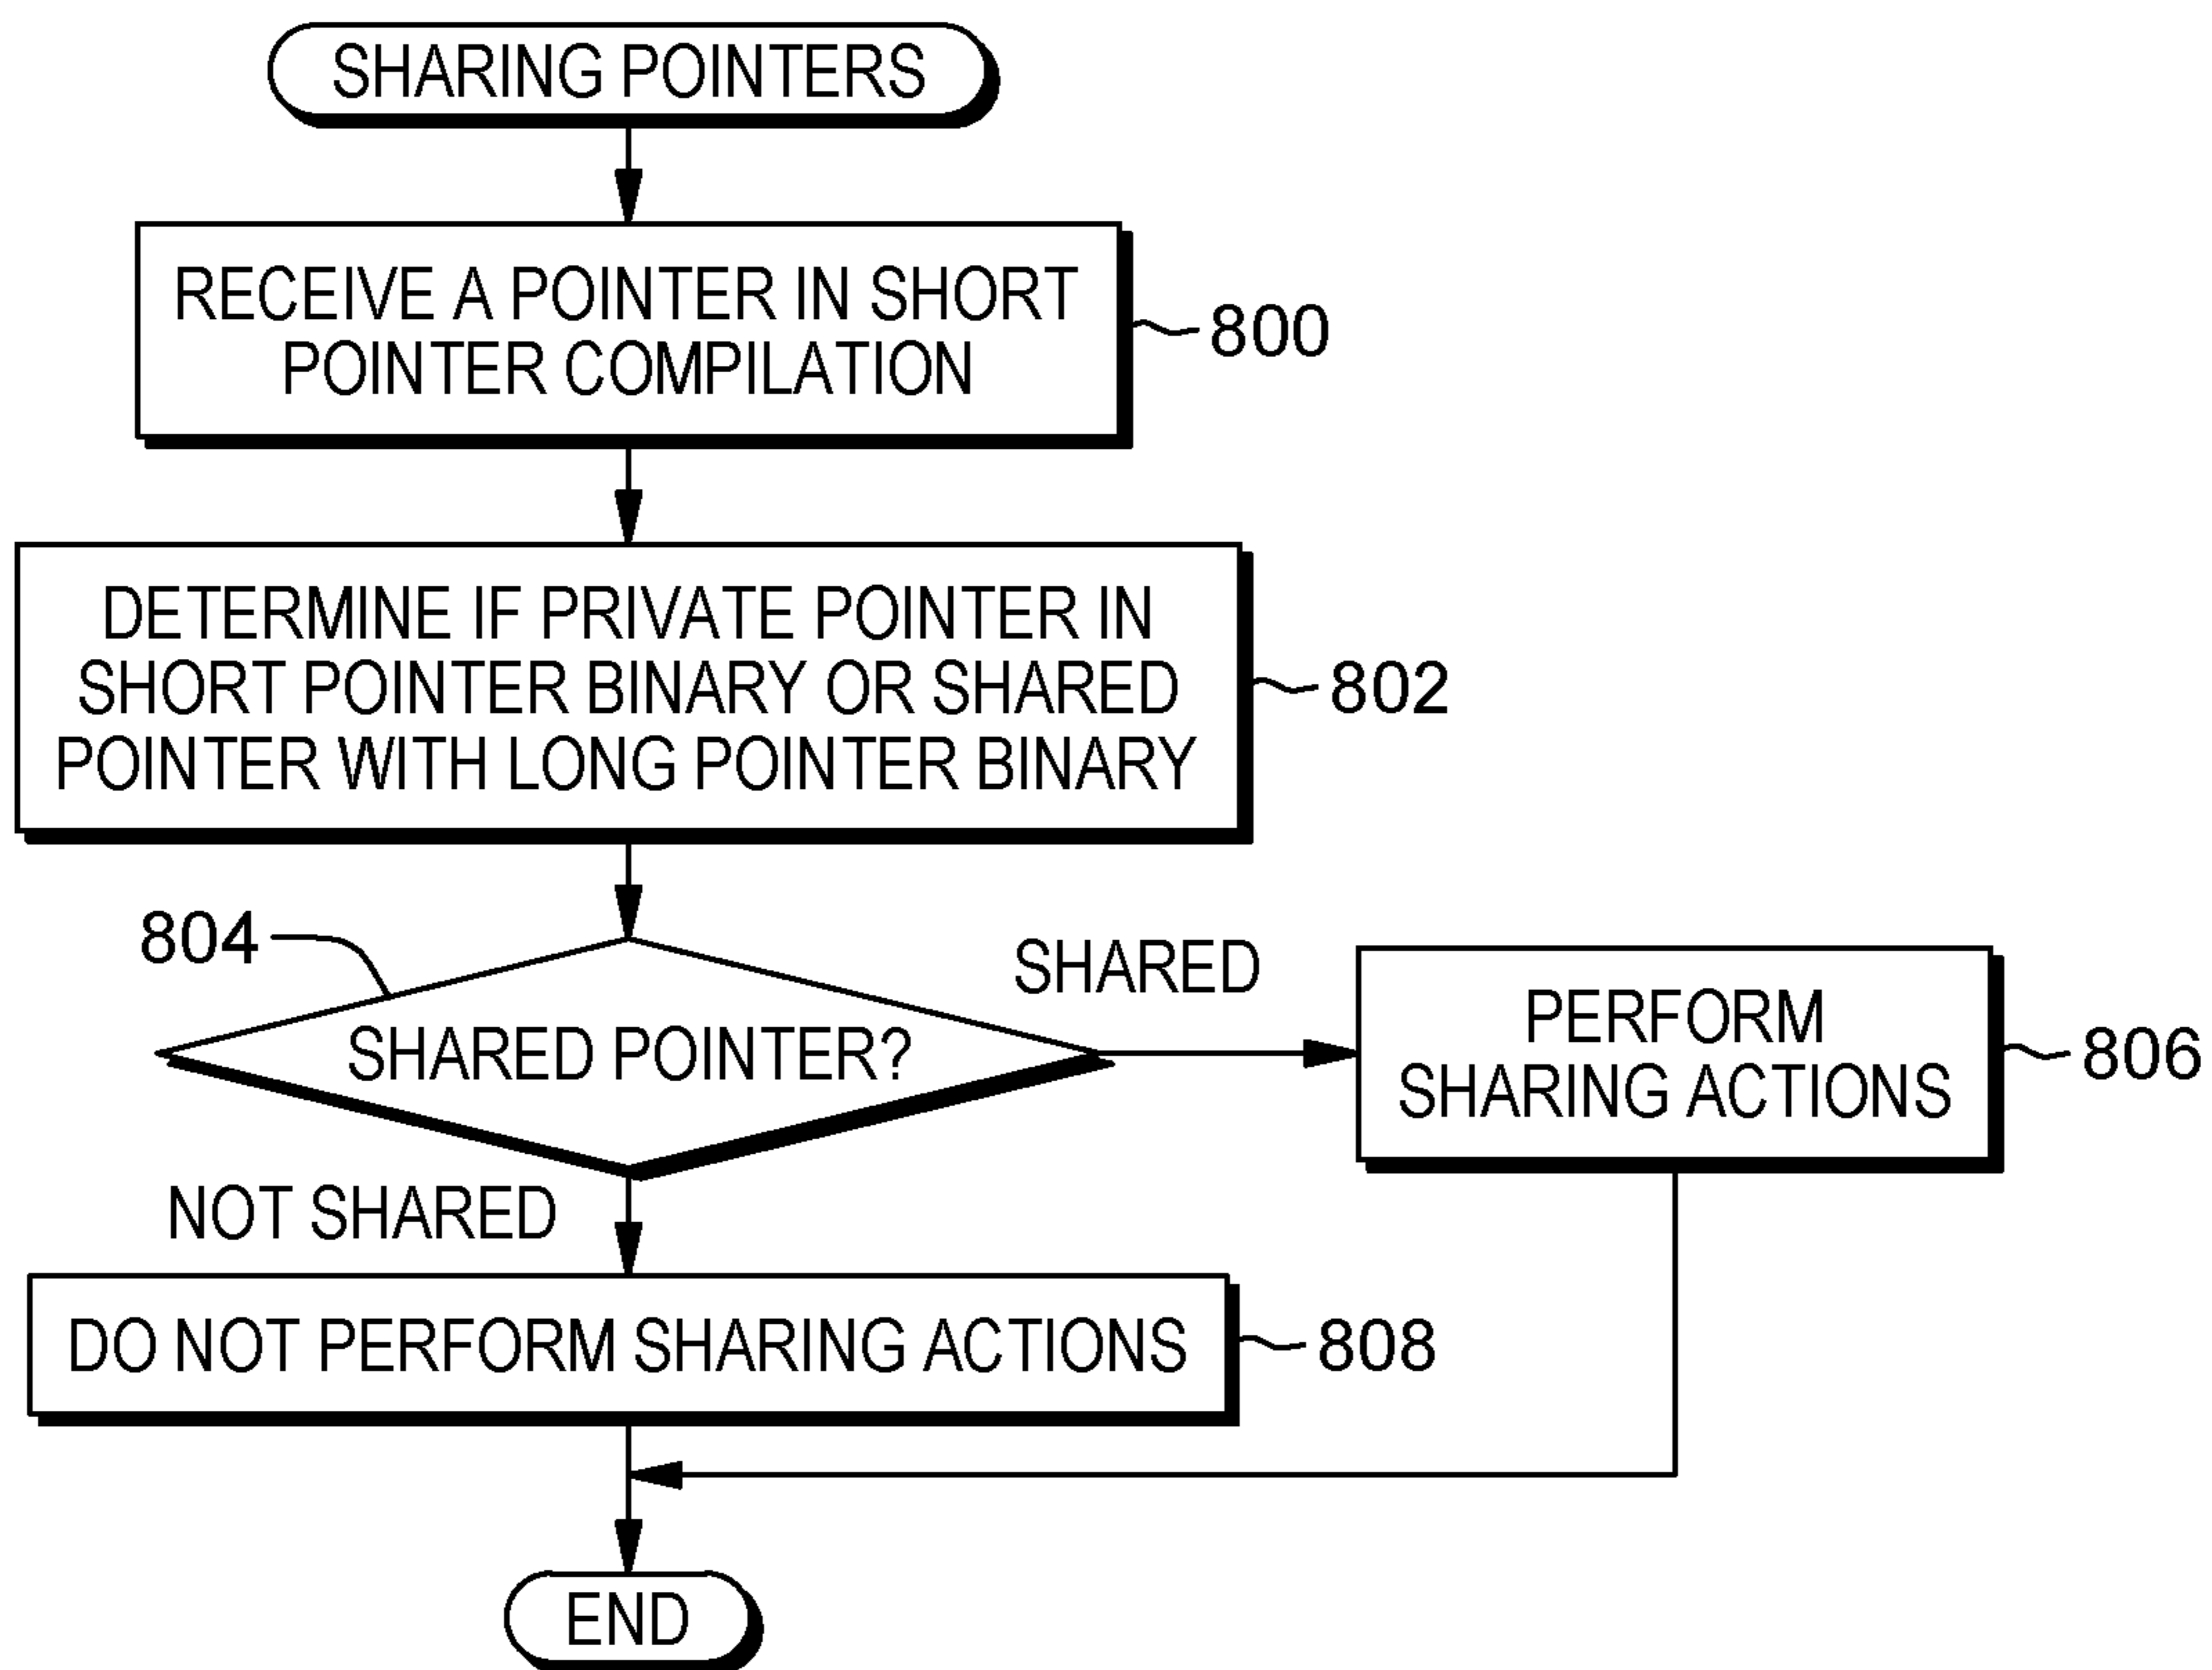 SHARING POINTERS
RECEIVE A POINTER IN SHORT
POINTER COMPILATION
800
DETERMINE IF PRIVATE POINTER IN
SHORT POINTER BINARY OR SHARED
POINTER WITH LONG POINTER BINARY
802
804
SHARED POINTER?
SHARED
PERFORM
SHARING ACTIONS
806
NOT SHARED
DO NOT PERFORM SHARING ACTIONS
808
END